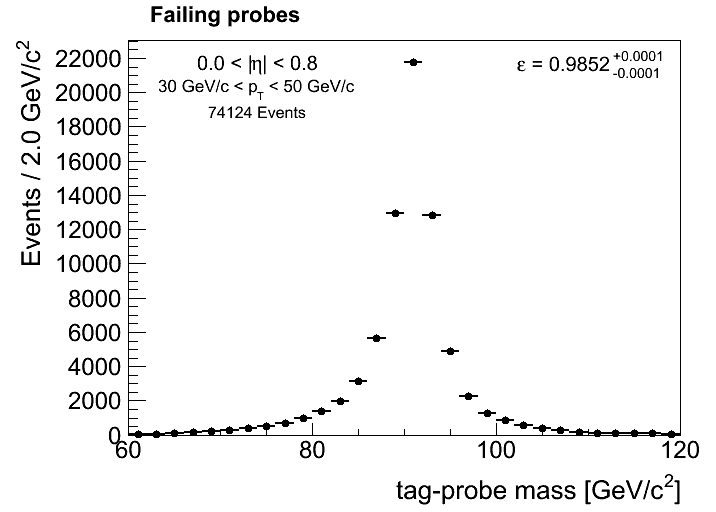 Failing probes
0.0 < |η| < 0.8
30 GeV/c < p_T < 50 GeV/c
74124 Events
ε = 0.9852 +0.0001 -0.0001
Events / 2.0 GeV/c²
22000
20000
18000
16000
14000
12000
10000
8000
6000
4000
2000
0
60 80 100 120
tag-probe mass [GeV/c²]